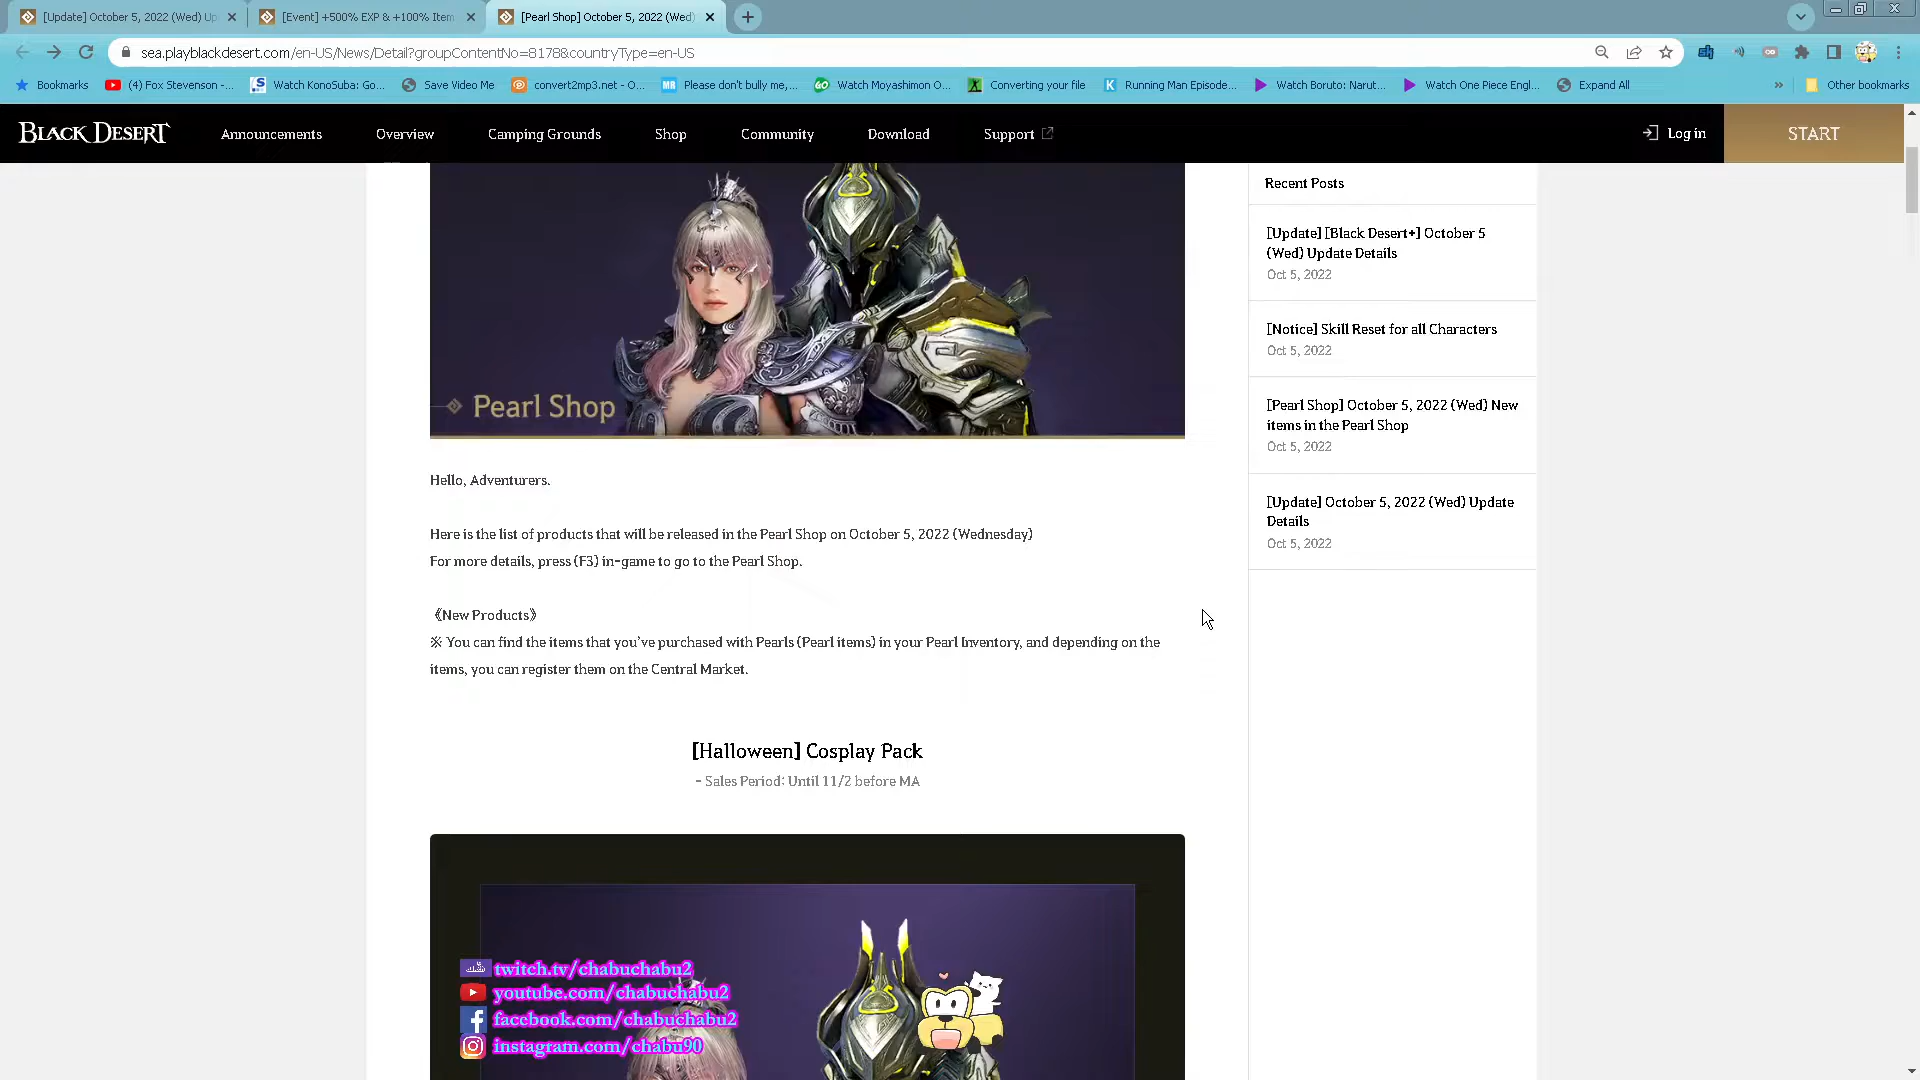 [Update] October 5, 2022 (Wed) Up
[Event] +500% EXP & +100% Item
[Pearl Shop] October 5, 2022 (Wed)
sea.playblackdesert.com/en-US/News/Detail?groupContentNo=8178&countryType=en-US
Bookmarks
(4) Fox Stevenson -...
Watch KonoSuba: Go...
Save Video Me
convert2mp3.net - O...
Please don't bully me,...
Watch Moyashimon O...
Converting your file
Running Man Episode...
Watch Boruto: Narut...
Watch One Piece Engl...
Expand All
»
Other bookmarks
BLACK DESERT
Announcements
Overview
Camping Grounds
Shop
Community
Download
Support
Log in
START
Pearl Shop
Hello, Adventurers.
Here is the list of products that will be released in the Pearl Shop on October 5, 2022 (Wednesday)
For more details, press (F3) in-game to go to the Pearl Shop.
《New Products》
※ You can find the items that you've purchased with Pearls (Pearl items) in your Pearl Inventory, and depending on the
items, you can register them on the Central Market.
[Halloween] Cosplay Pack
- Sales Period: Until 11/2 before MA
twitch.tv/chabuchabu2
youtube.com/chabuchabu2
facebook.com/chabuchabu2
instagram.com/chabu90
Recent Posts
[Update] [Black Desert+] October 5
(Wed) Update Details
Oct 5, 2022
[Notice] Skill Reset for all Characters
Oct 5, 2022
[Pearl Shop] October 5, 2022 (Wed) New
items in the Pearl Shop
Oct 5, 2022
[Update] October 5, 2022 (Wed) Update
Details
Oct 5, 2022